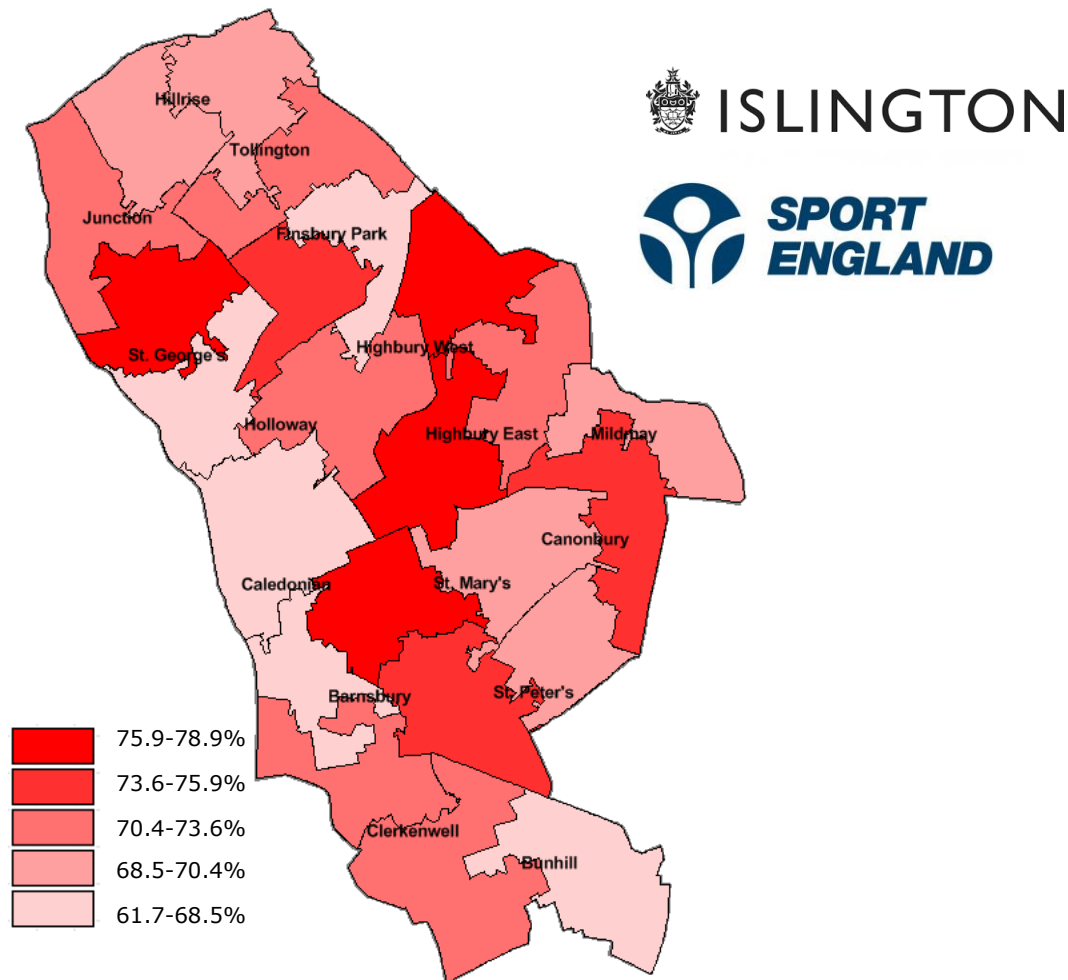 Hillrise
ISLINGTON
Tollington
Junction
SPORT
ENGLAND
Finsbury Park
Highbury West
St. George's
Holloway
Highbury East
Mildmay
Canonbury
Caledonian
St. Mary's
Barnsbury
St. Peter's
75.9-78.9%
73.6-75.9%
70.4-73.6%
Clerkenwell
Bunhill
68.5-70.4%
61.7-68.5%